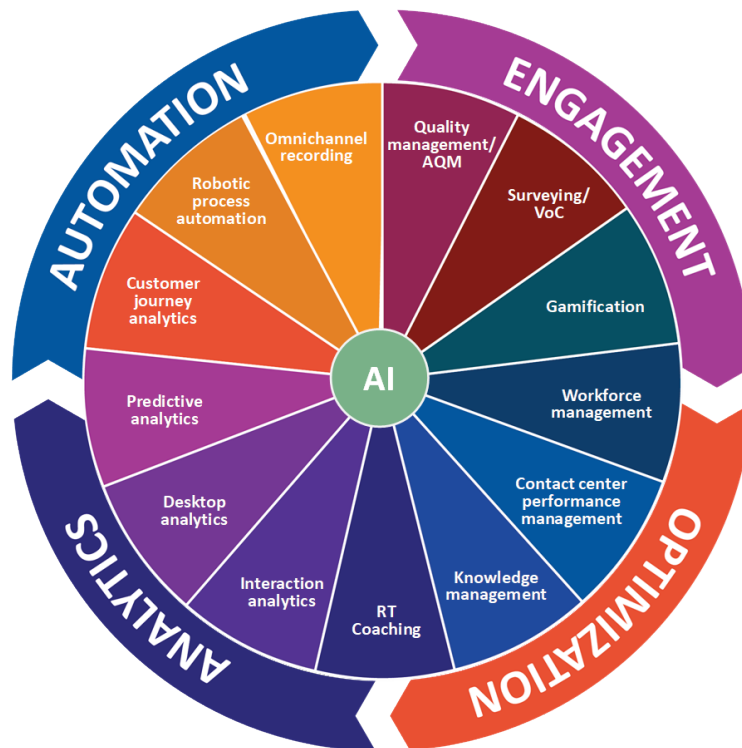 AUTOMATION
ENGAGEMENT
OPTIMIZATION
ANALYTICS
Omnichannel
recording
Quality
management/
AQM
Surveying/
VoC
Gamification
Workforce
management
Contact center
performance
management
Knowledge
management
RT
Coaching
Interaction
analytics
Desktop
analytics
Predictive
analytics
Customer
journey
analytics
Robotic
process
automation
AI